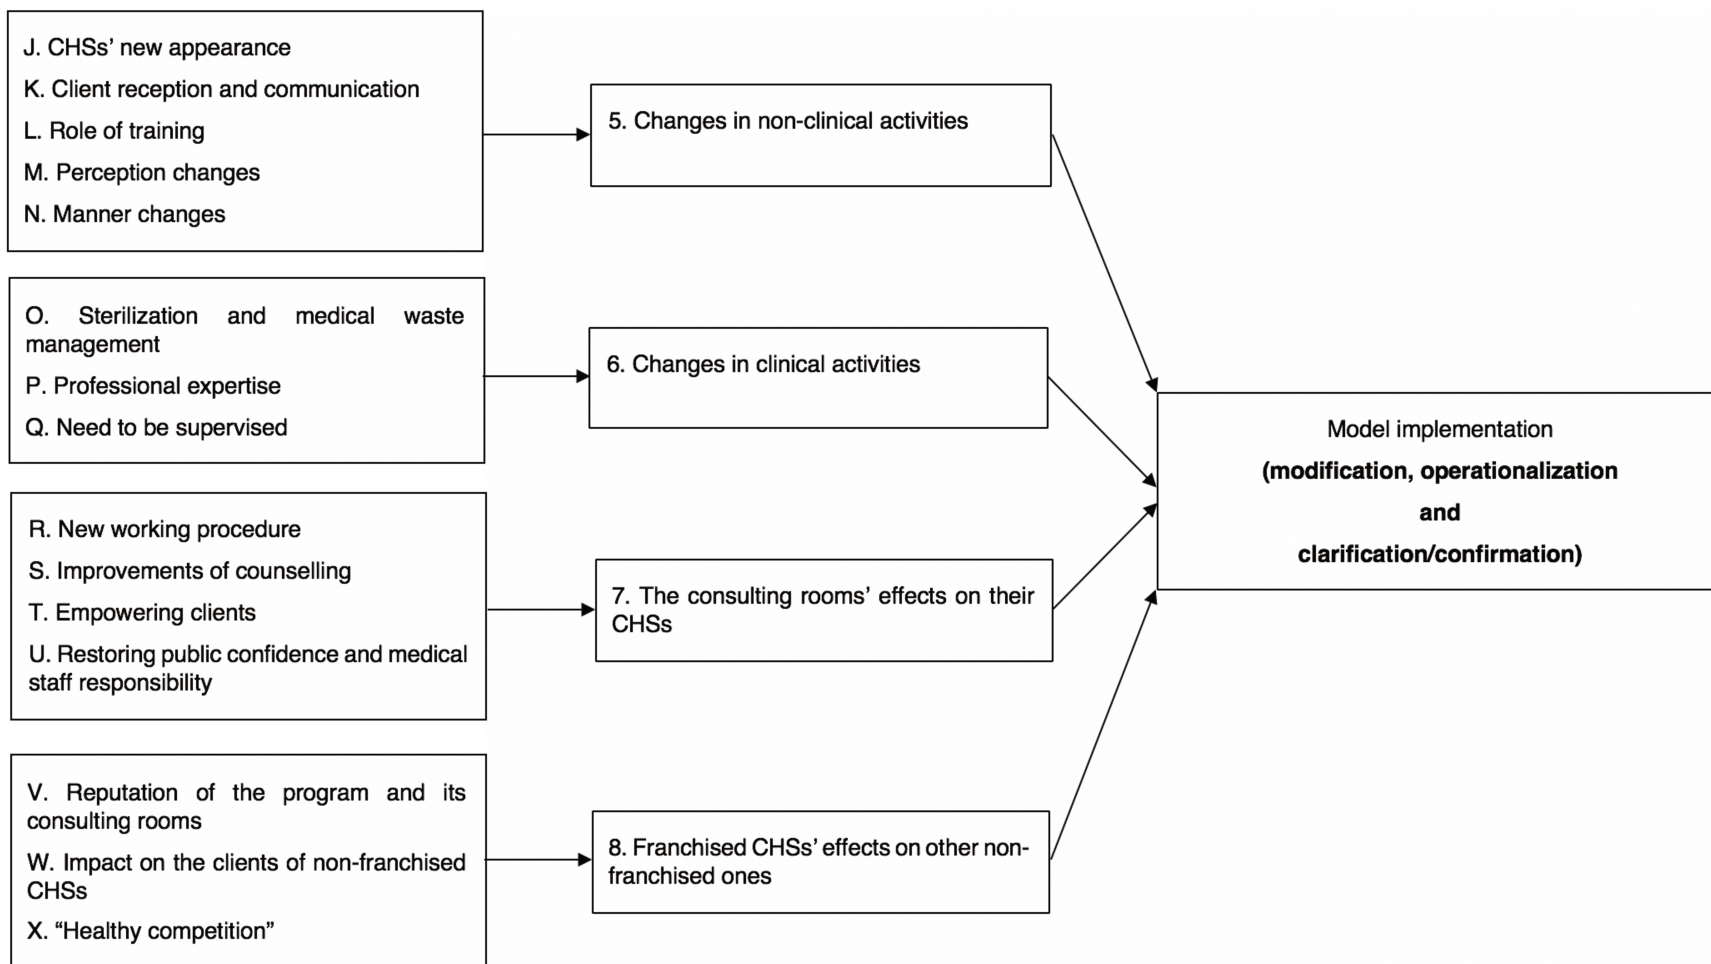 J. CHSs’ new appearance
K. Client reception and communication
L. Role of training
M. Perception changes
N. Manner changes
5. Changes in non-clinical activities
O. Sterilization and medical waste
management
P. Professional expertise
Q. Need to be supervised
6. Changes in clinical activities
R. New working procedure
S. Improvements of counselling
T. Empowering clients
U. Restoring public confidence and medical
staff responsibility
7. The consulting rooms’ effects on their
CHSs
V. Reputation of the program and its
consulting rooms
W. Impact on the clients of non-franchised
CHSs
X. “Healthy competition”
8. Franchised CHSs’ effects on other non-
franchised ones
Model implementation
(modification, operationalization
and
clarification/confirmation)